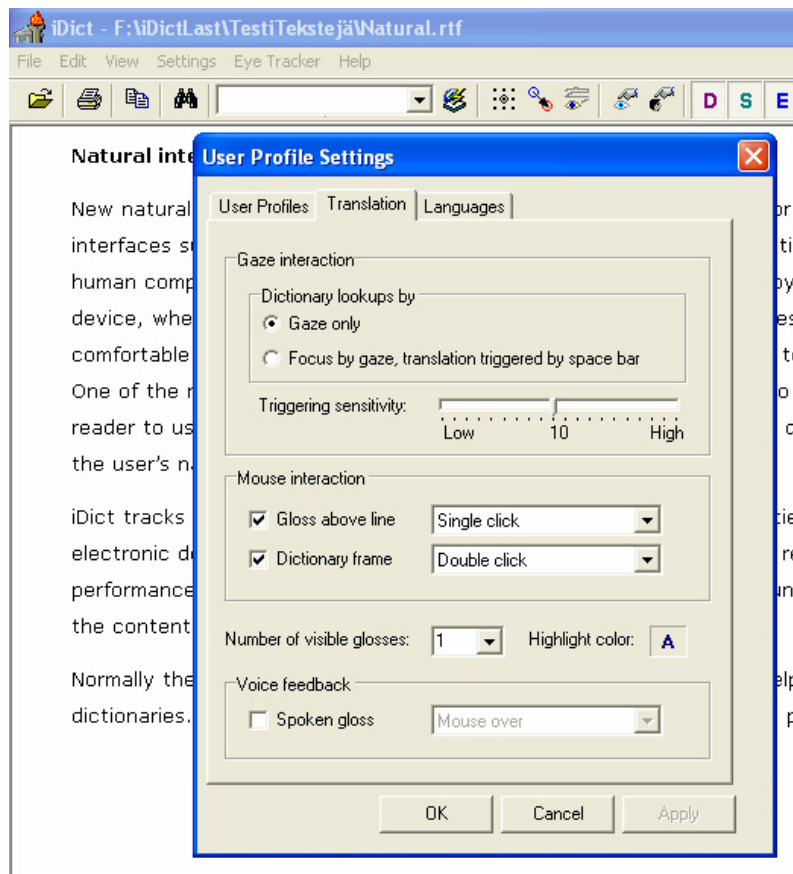 iDict - F:\iDictLast\TestiTekstejä\Natural.rtf
File Edit View Settings Eye Tracker Help
D S E
Natural inte
New natural
interfaces
human comp
device, whe
comfortable
One of the
reader to us
the user's
iDict tracks
electronic
performance
the content
Normally the
dictionaries.
User Profile Settings
User Profiles Translation Languages
Gaze interaction
Dictionary lookups by
Gaze only
Focus by gaze, translation triggered by space bar
Triggering sensitivity:
Low 10 High
Mouse interaction
Gloss above line Single click
Dictionary frame Double click
Number of visible glosses: 1 Highlight color: A
Voice feedback
Spoken gloss Mouse over
OK Cancel Apply